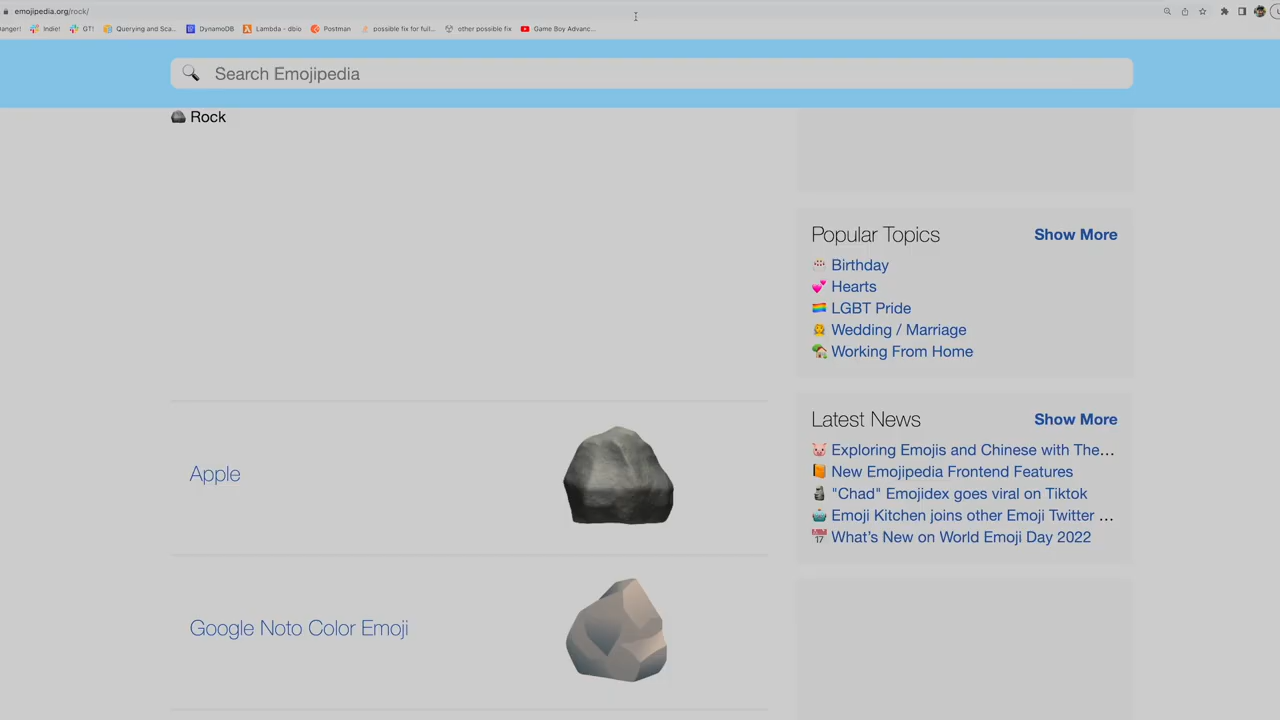 emojipedia.org/rock/
anger!
Indie!
GT!
Querying and Sca...
DynamoDB
Lambda - dbio
Postman
possible fix for full...
other possible fix
Game Boy Advanc...
Search Emojipedia
Rock
Popular Topics
Show More
Birthday
Hearts
LGBT Pride
Wedding / Marriage
Working From Home
Latest News
Show More
Exploring Emojis and Chinese with The...
New Emojipedia Frontend Features
"Chad" Emojidex goes viral on Tiktok
Emoji Kitchen joins other Emoji Twitter ...
What's New on World Emoji Day 2022
Apple
Google Noto Color Emoji